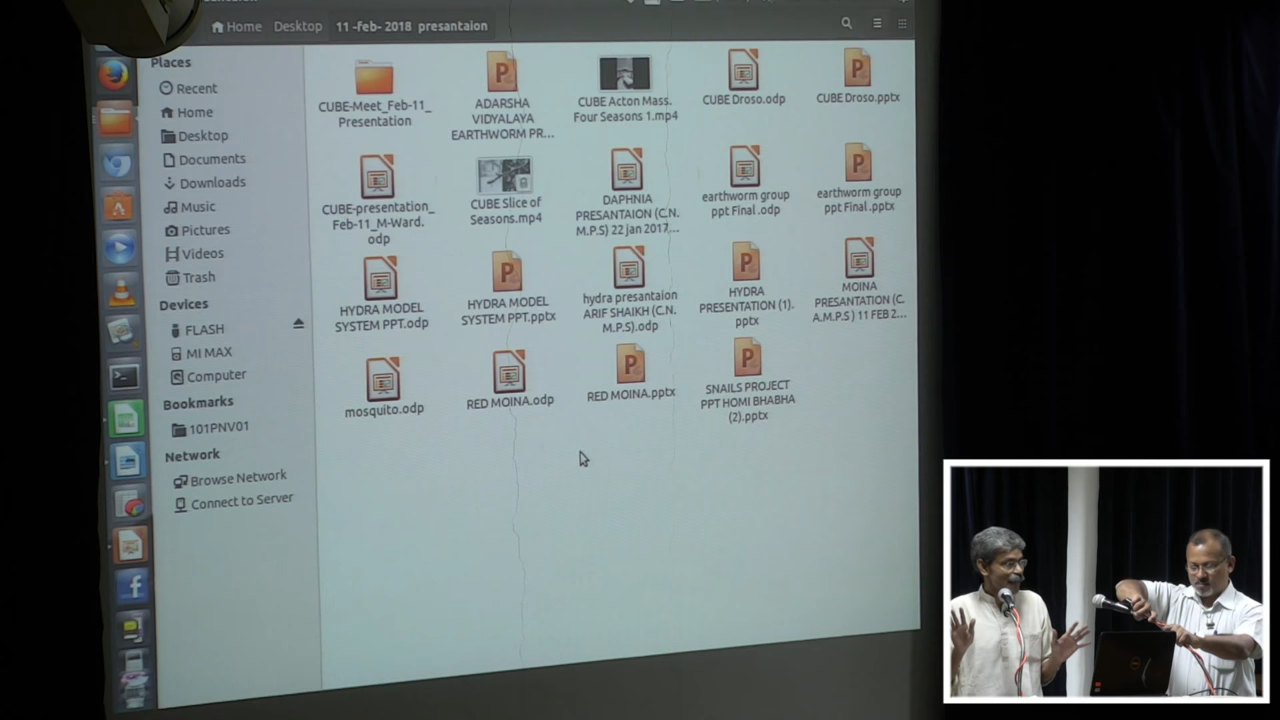 Home Desktop 11 -feb- 2018 presantaion
Places
Recent
Home
Desktop
Documents
Downloads
Music
Pictures
Videos
Trash
Devices
FLASH
MI MAX
Computer
Bookmarks
101PNV01
Network
Browse Network
Connect to Server
CUBE-Meet_Feb-11_
Presentation
ADARSHA
VIDYALAYA
EARTHWORM PR...
CUBE Acton Mass.
Four Seasons 1.mp4
CUBE Droso.odp
CUBE Droso.pptx
CUBE-presentation_
Feb-11_M-Ward.
odp
CUBE Slice of
Seasons.mp4
DAPHNIA
PRESANTAION (C.N.
M.P.S) 22 jan 2017...
earthworm group
ppt Final .odp
earthworm group
ppt Final .pptx
HYDRA MODEL
SYSTEM PPT.odp
HYDRA MODEL
SYSTEM PPT.pptx
hydra presantaion
ARIF SHAIKH (C.N.
M.P.S).odp
HYDRA
PRESENTATION (1).
pptx
MOINA
PRESANTATION (C.
A.M.P.S ) 11 FEB 2...
mosquito.odp
RED MOINA.odp
RED MOINA.pptx
SNAILS PROJECT
PPT HOMI BHABHA
(2).pptx